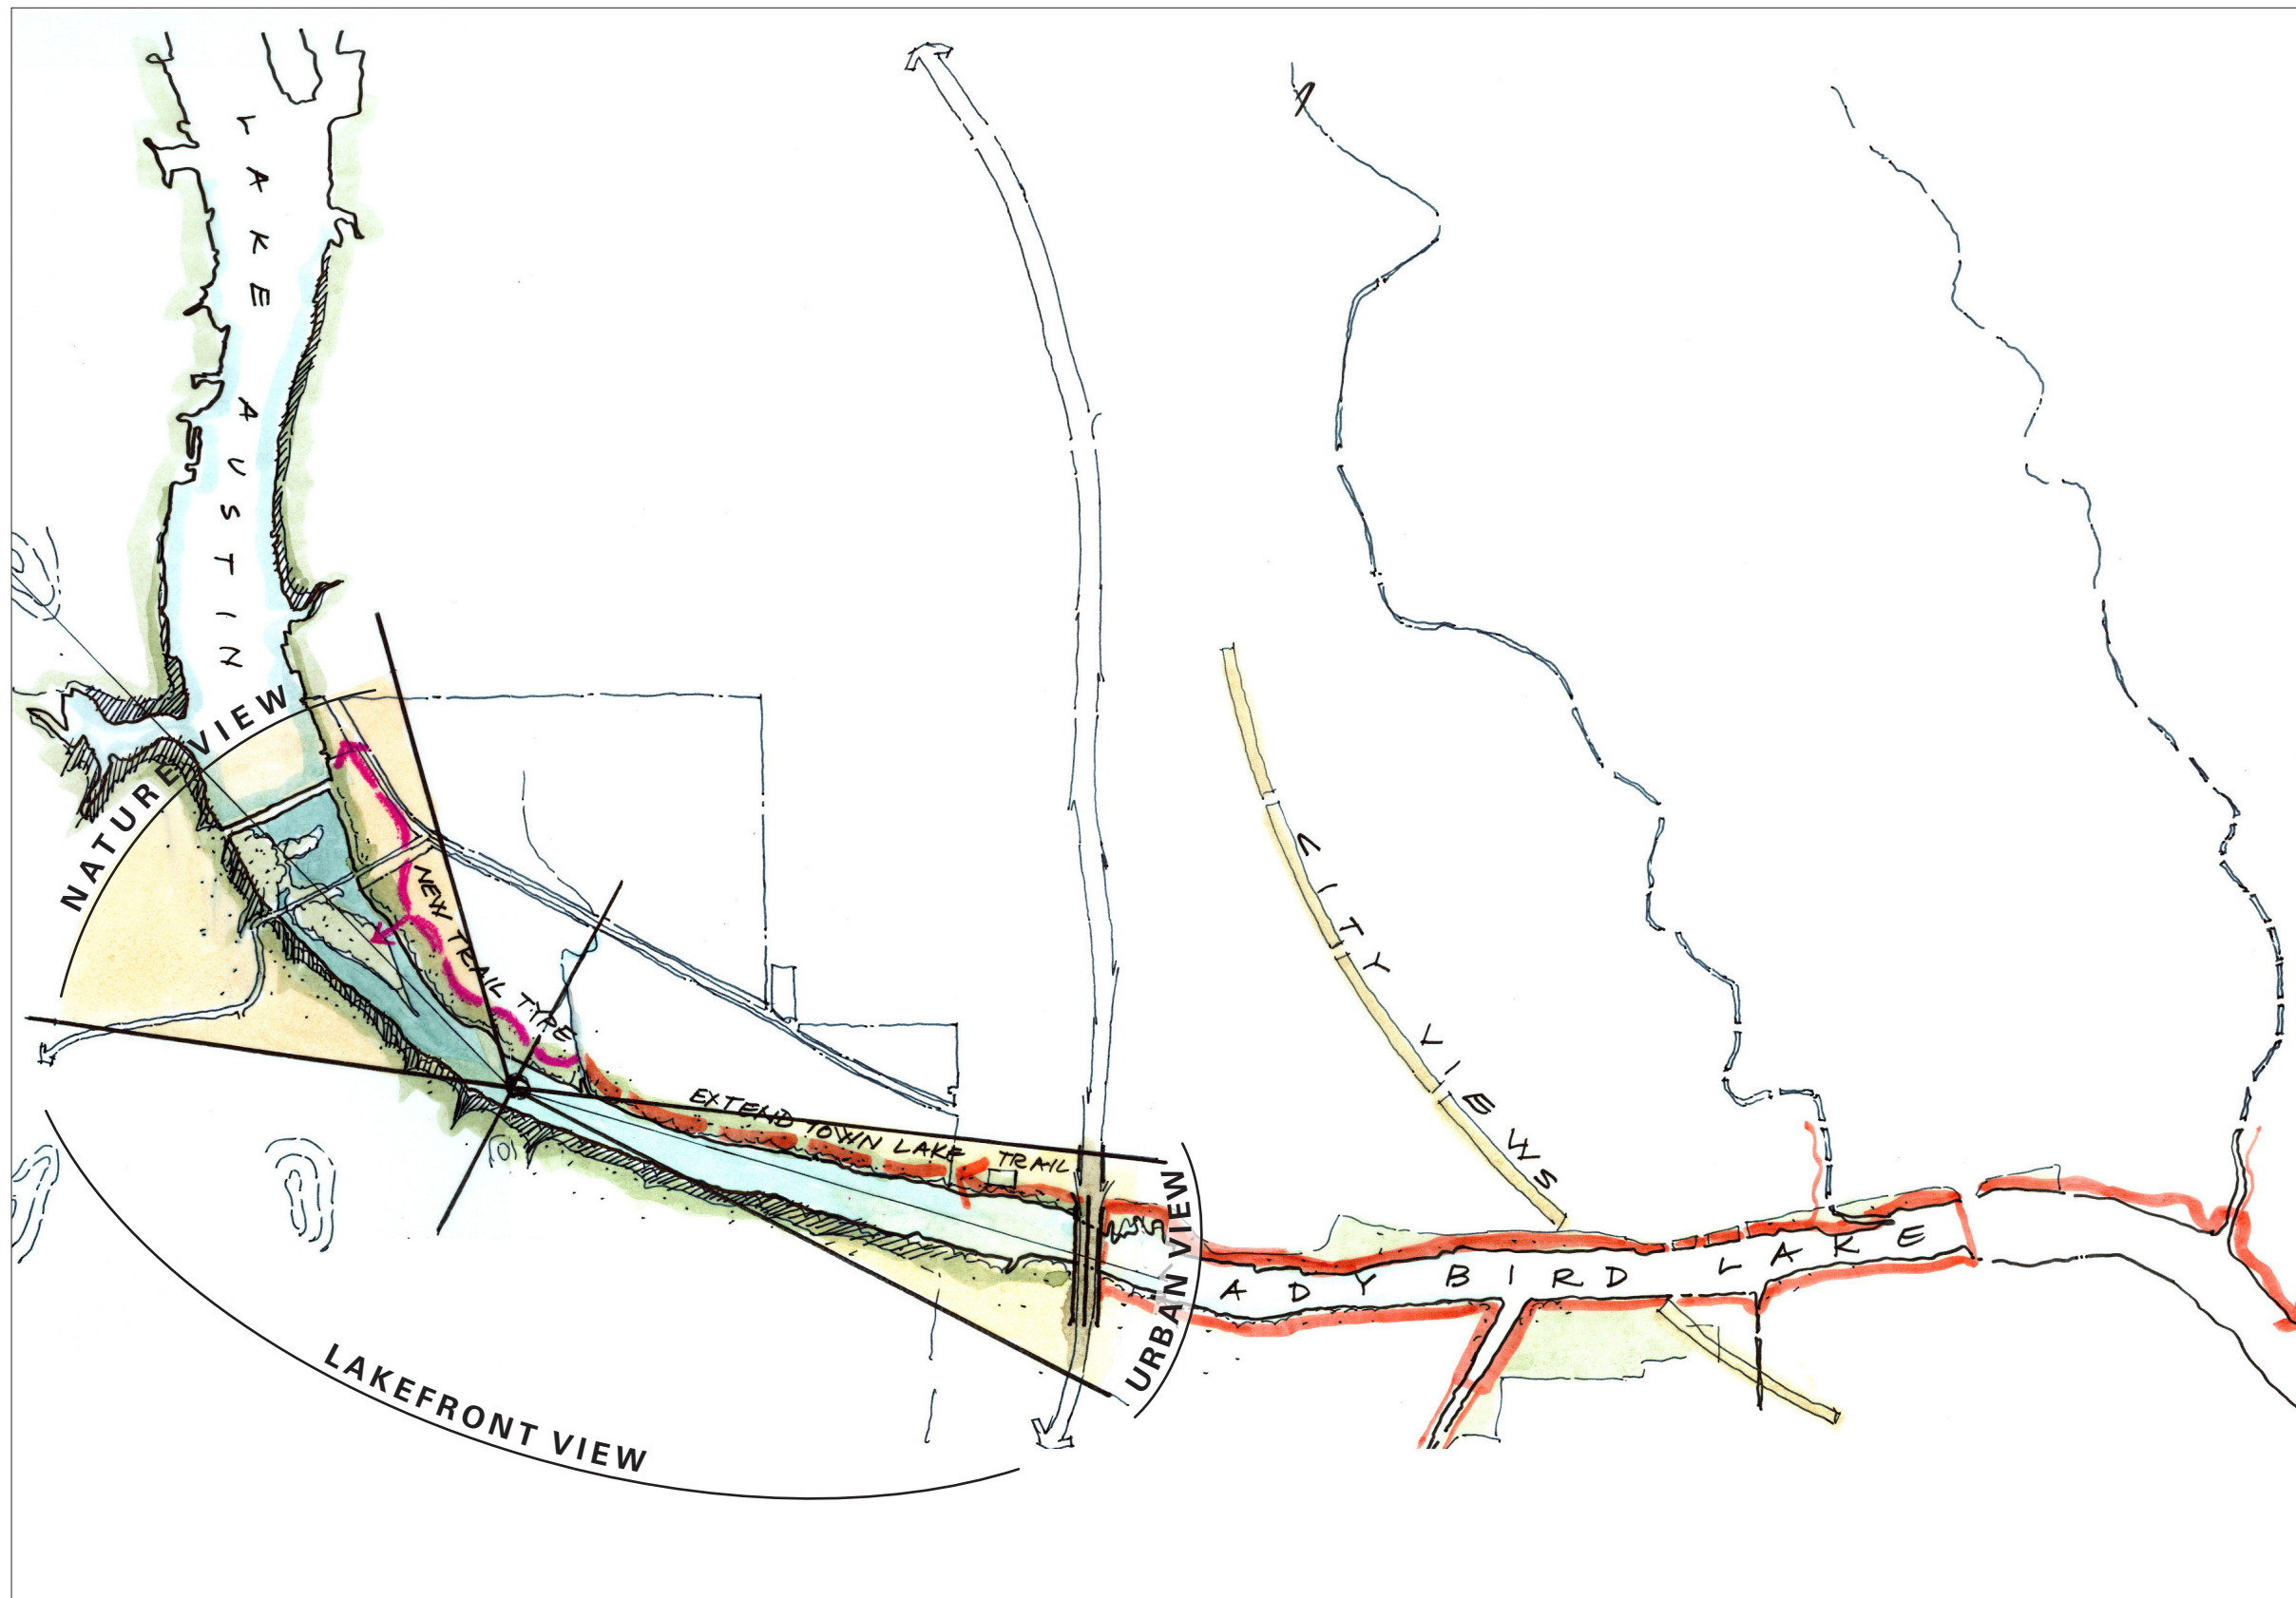 LAKE AUSTIN
NATURE VIEW
NEW TRAIL TYPE
EXTEND TOWN LAKE TRAIL
CITY VIEWS
ADY BIRD LAKE
URBAN VIEW
LAKEFRONT VIEW